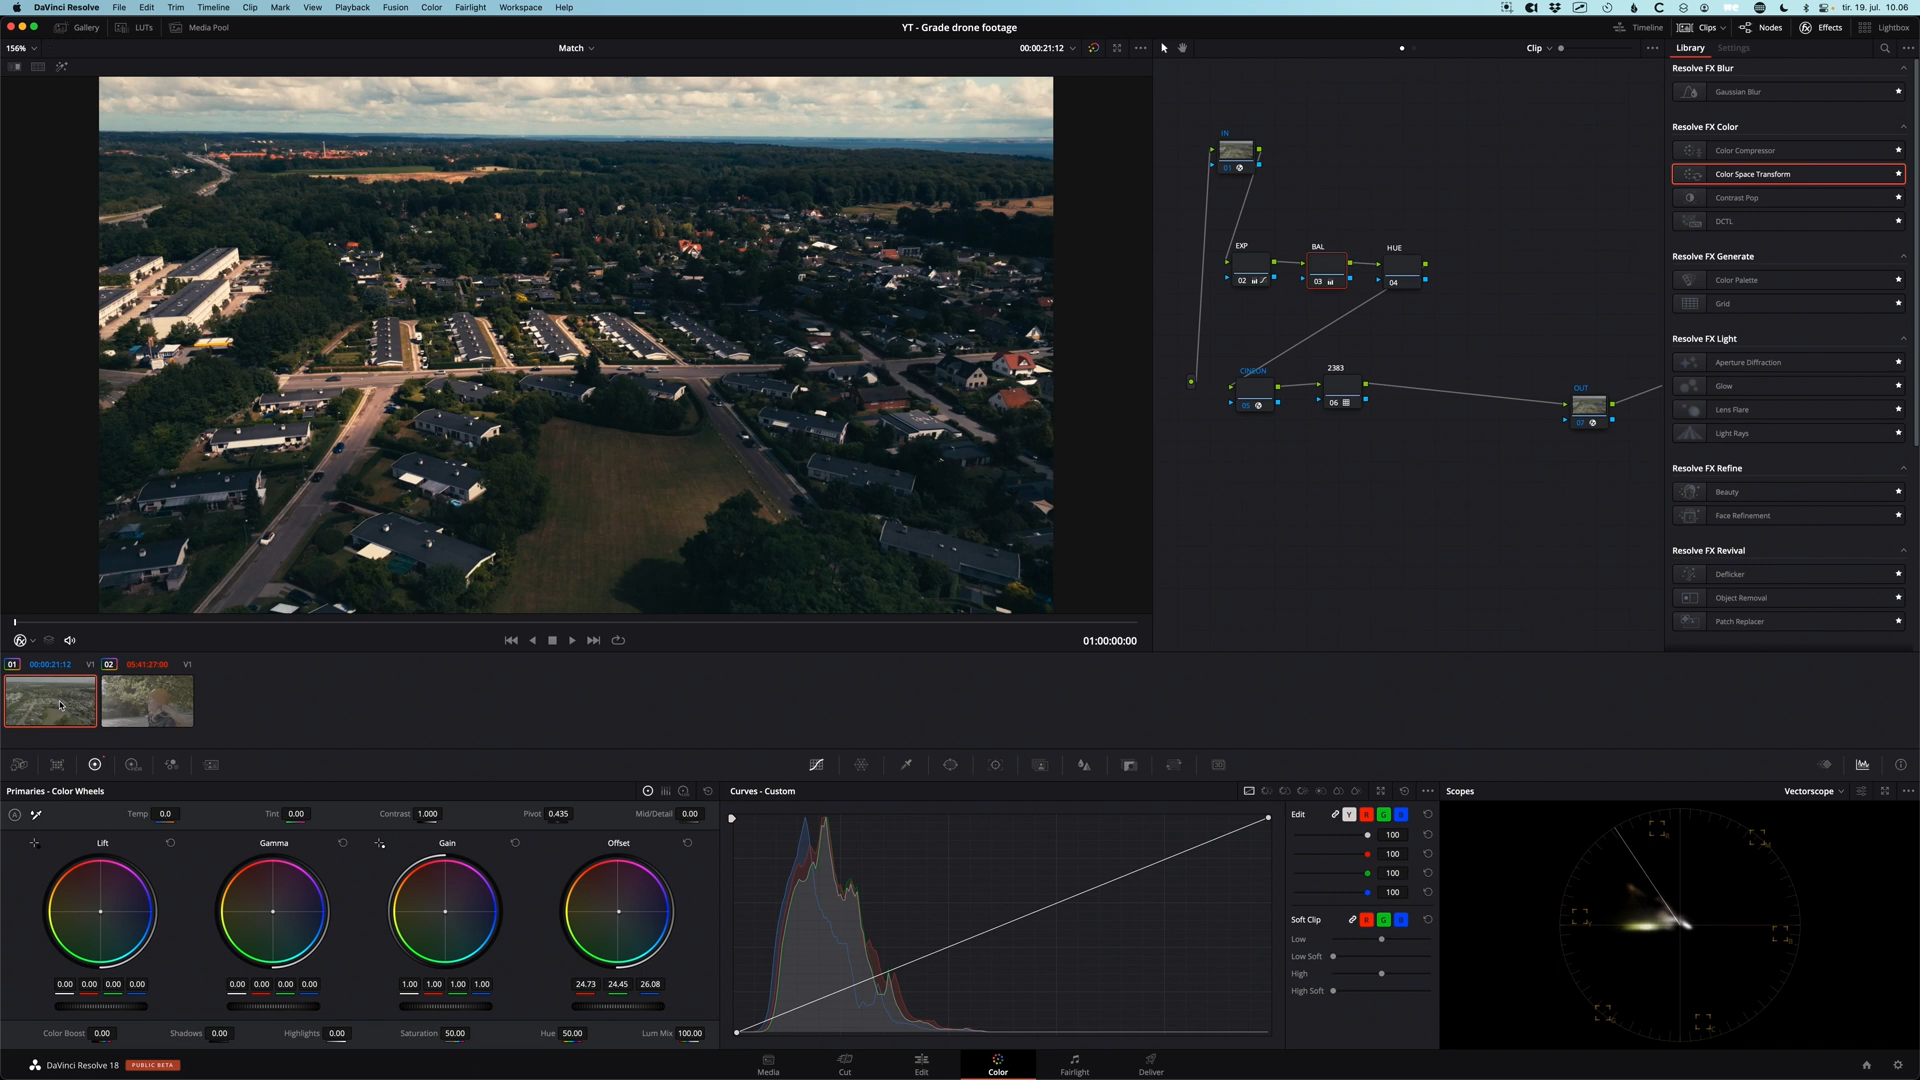 DaVinci Resolve File Edit Trim Timeline Clip Mark View Playback Fusion Color Fairlight Workspace Help tir. 19. jul. 10.06
Gallery LUTs Media Pool YT - Grade drone footage Timeline Clips Nodes Effects Lightbox
156% Match 00:00:21:12 Clip Library Settings
Resolve FX Blur
Gaussian Blur
Resolve FX Color
Color Compressor
Color Space Transform
Contrast Pop
DCTL
Resolve FX Generate
Color Palette
Grid
Resolve FX Light
Aperture Diffraction
Glow
Lens Flare
Light Rays
Resolve FX Refine
Beauty
Face Refinement
Resolve FX Revival
Deflicker
Object Removal
Patch Replacer
IN
01
EXP BAL HUE
02 03 04
CINEON 2383
05 06
OUT
07
01:00:00:00
01 00:00:21:12 V1 02 05:41:27:00 V1
Primaries - Color Wheels Curves - Custom Scopes Vectorscope
Temp 0.0 Tint 0.00 Contrast 1.000 Pivot 0.435 Mid/Detail 0.00
Lift Gamma Gain Offset
0.00 0.00 0.00 0.00 0.00 0.00 0.00 0.00 1.00 1.00 1.00 1.00 24.73 24.45 26.08
Color Boost 0.00 Shadows 0.00 Highlights 0.00 Saturation 50.00 Hue 50.00 Lum Mix 100.00
Edit Y R G B
100
100
100
100
Soft Clip R G B
Low
Low Soft
High
High Soft
DaVinci Resolve 18 PUBLIC BETA Media Cut Edit Color Fairlight Deliver